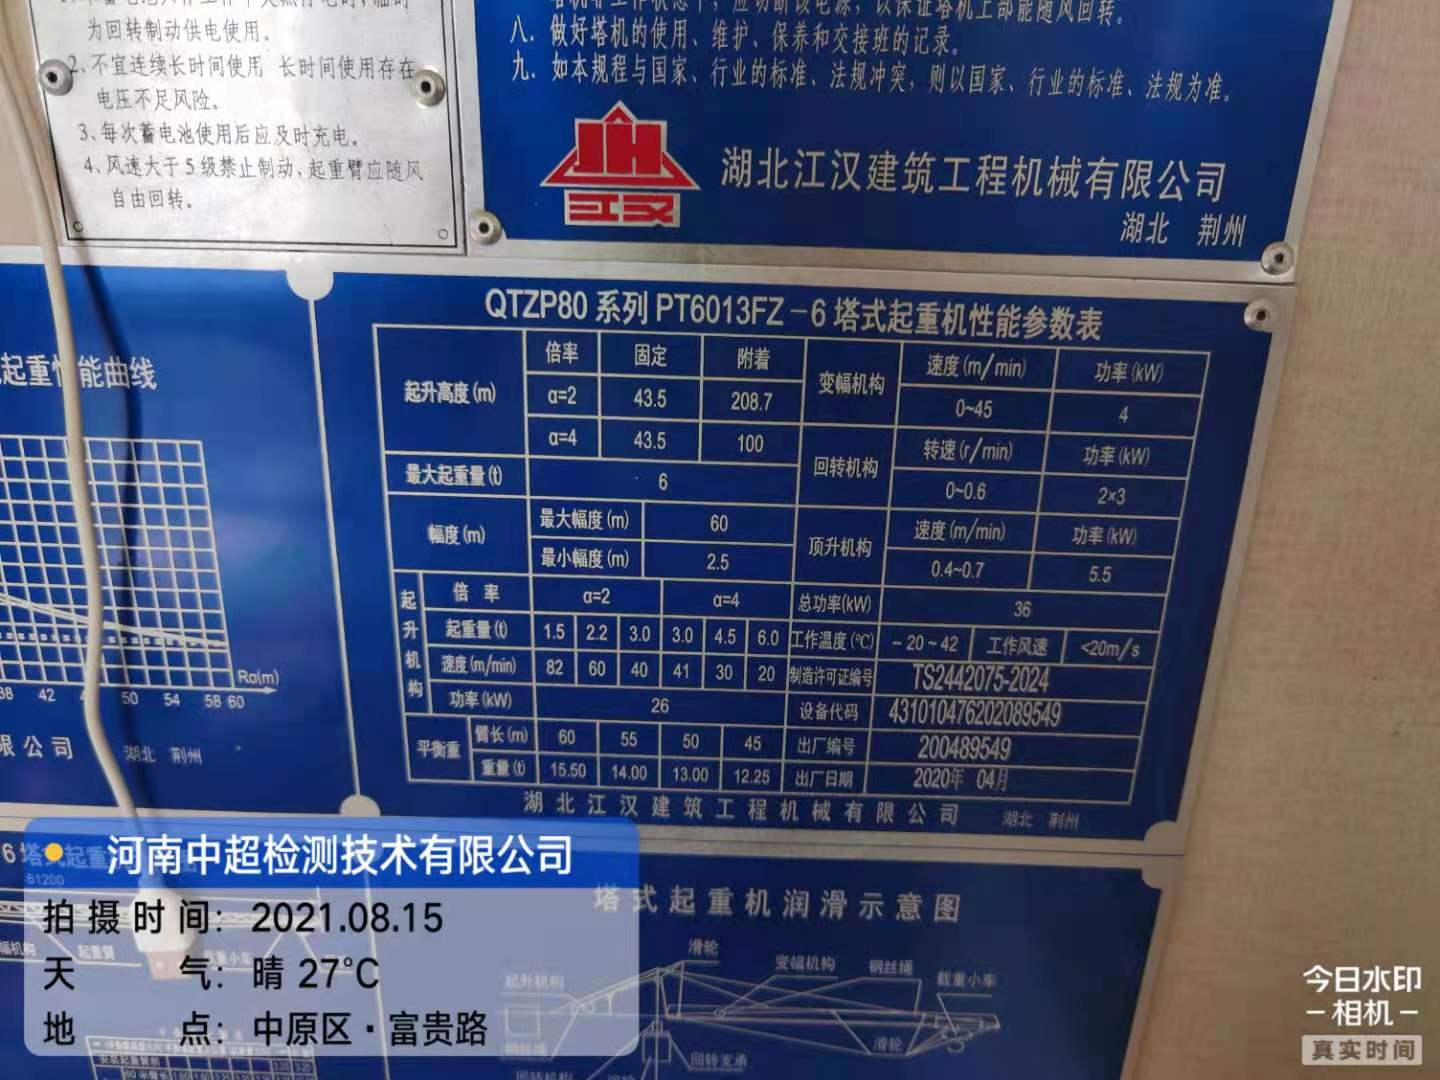 为回转制动供电使用。
2、不宜连续长时间使用 长时间使用存在
电压不足风险。
3、每次蓄电池使用后应及时充电。
4、风速大于5级禁止制动，起重臂应随风
自由回转。
八. 做好塔机的使用、维护、保养和交接班的记录。
九. 如本规程与国家、行业的标准、法规冲突，则以国家、行业的标准、法规为准。
江汉
湖北江汉建筑工程机械有限公司
湖北 荆州
起重性能曲线
38 42 46 50 54 58 60
Ra(m)
限公司 湖北 荆州
QTZP80系列PT6013FZ-6塔式起重机性能参数表
起升高度(m) 倍率 固定 附着
α=2 43.5 208.7
α=4 43.5 100
最大起重量(t) 6
幅度(m) 最大幅度(m) 60
最小幅度(m) 2.5
起升机构 倍率 α=2 α=4
起重量(t) 1.5 2.2 3.0 3.0 4.5 6.0
速度(m/min) 82 60 40 41 30 20
功率(kW) 26
平衡重 臂长(m) 60 55 50 45
重量(t) 15.50 14.00 13.00 12.25
变幅机构 速度(m/min) 功率(kW)
0~45 4
回转机构 转速(r/min) 功率(kW)
0~0.6 2×3
顶升机构 速度(m/min) 功率(kW)
0.4~0.7 5.5
总功率(kW) 36
工作温度(℃) -20~42 工作风速 <20m/s
制造许可证编号 TS2442075-2024
设备代码 431010476202089549
出厂编号 200489549
出厂日期 2020年 04月
湖北江汉建筑工程机械有限公司 湖北 荆州
61200
起重臂
塔式起重机润滑示意图
滑轮
起升机构
变幅机构
钢丝绳
载重小车
钢丝绳
回转支承
滑轮
回转机构
河南中超检测技术有限公司
拍摄时间: 2021.08.15
天 气: 晴 27℃
地 点: 中原区·富贵路
今日水印
相机
真实时间